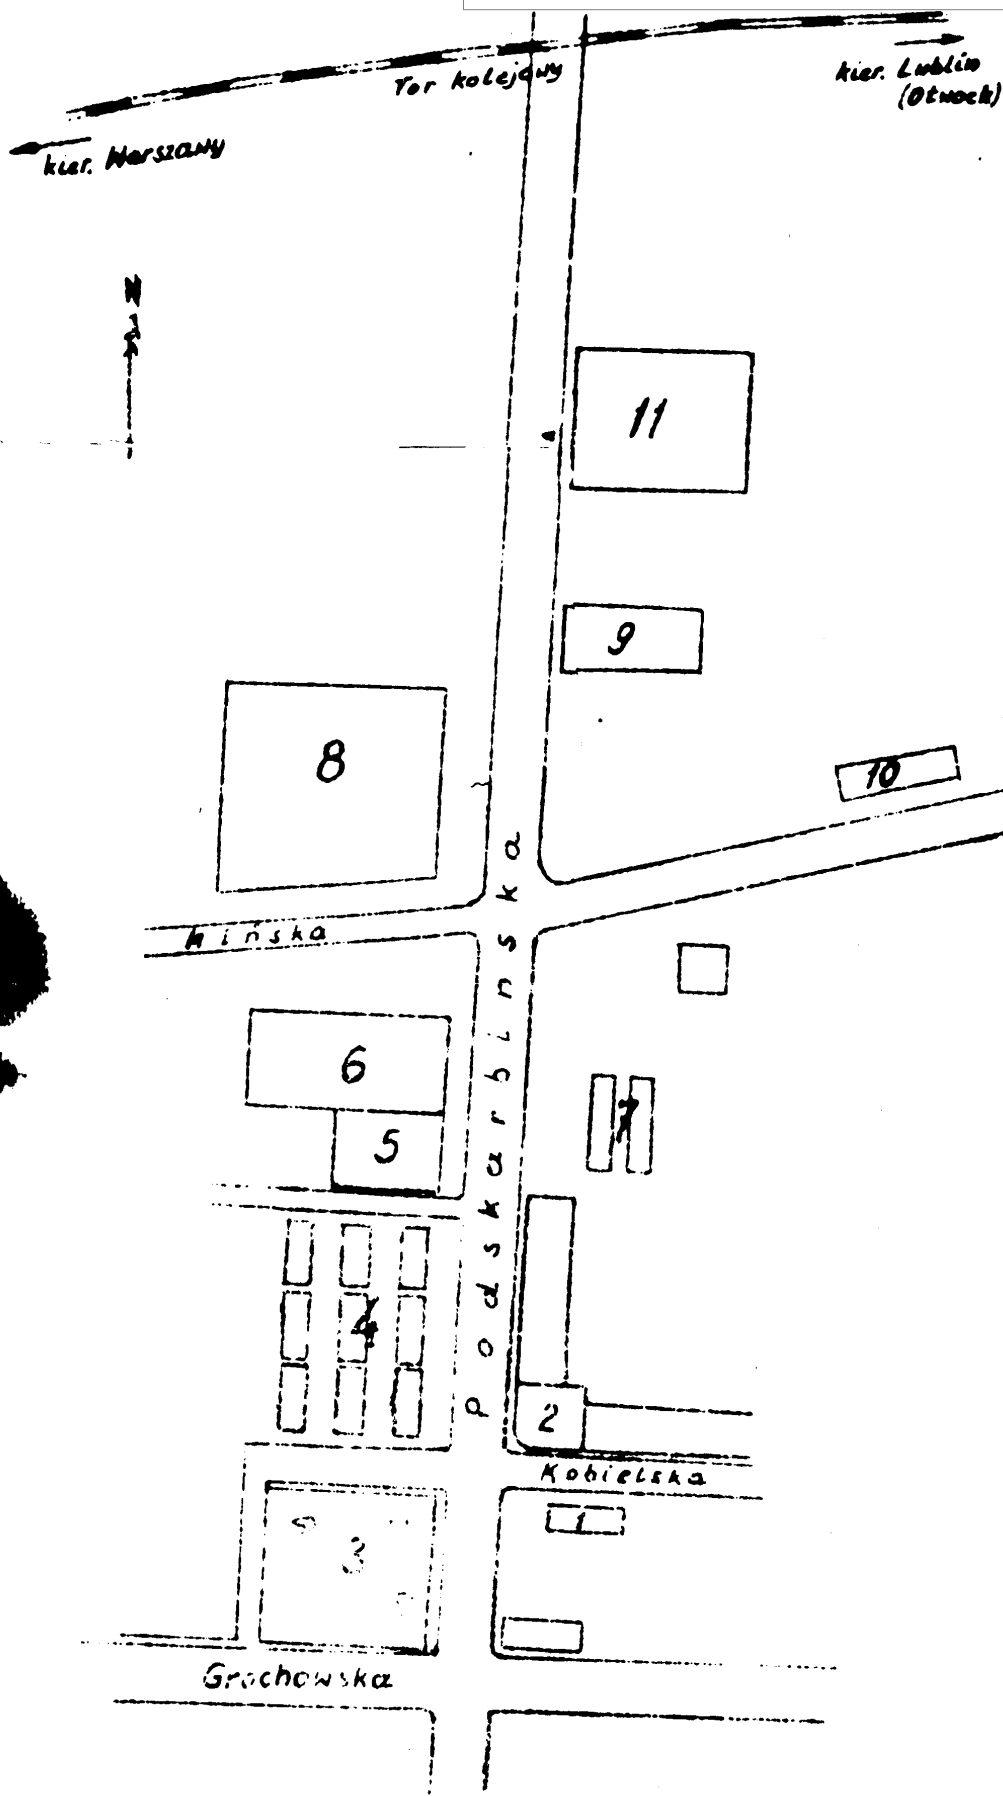 Tor kolejowy
kier. Lublin
(Otwock)
kier. Warszawy
N
11
9
8
10
Mińska
6
5
7
4
Podskarbinska
2
Kobielska
1
3
Grochowska